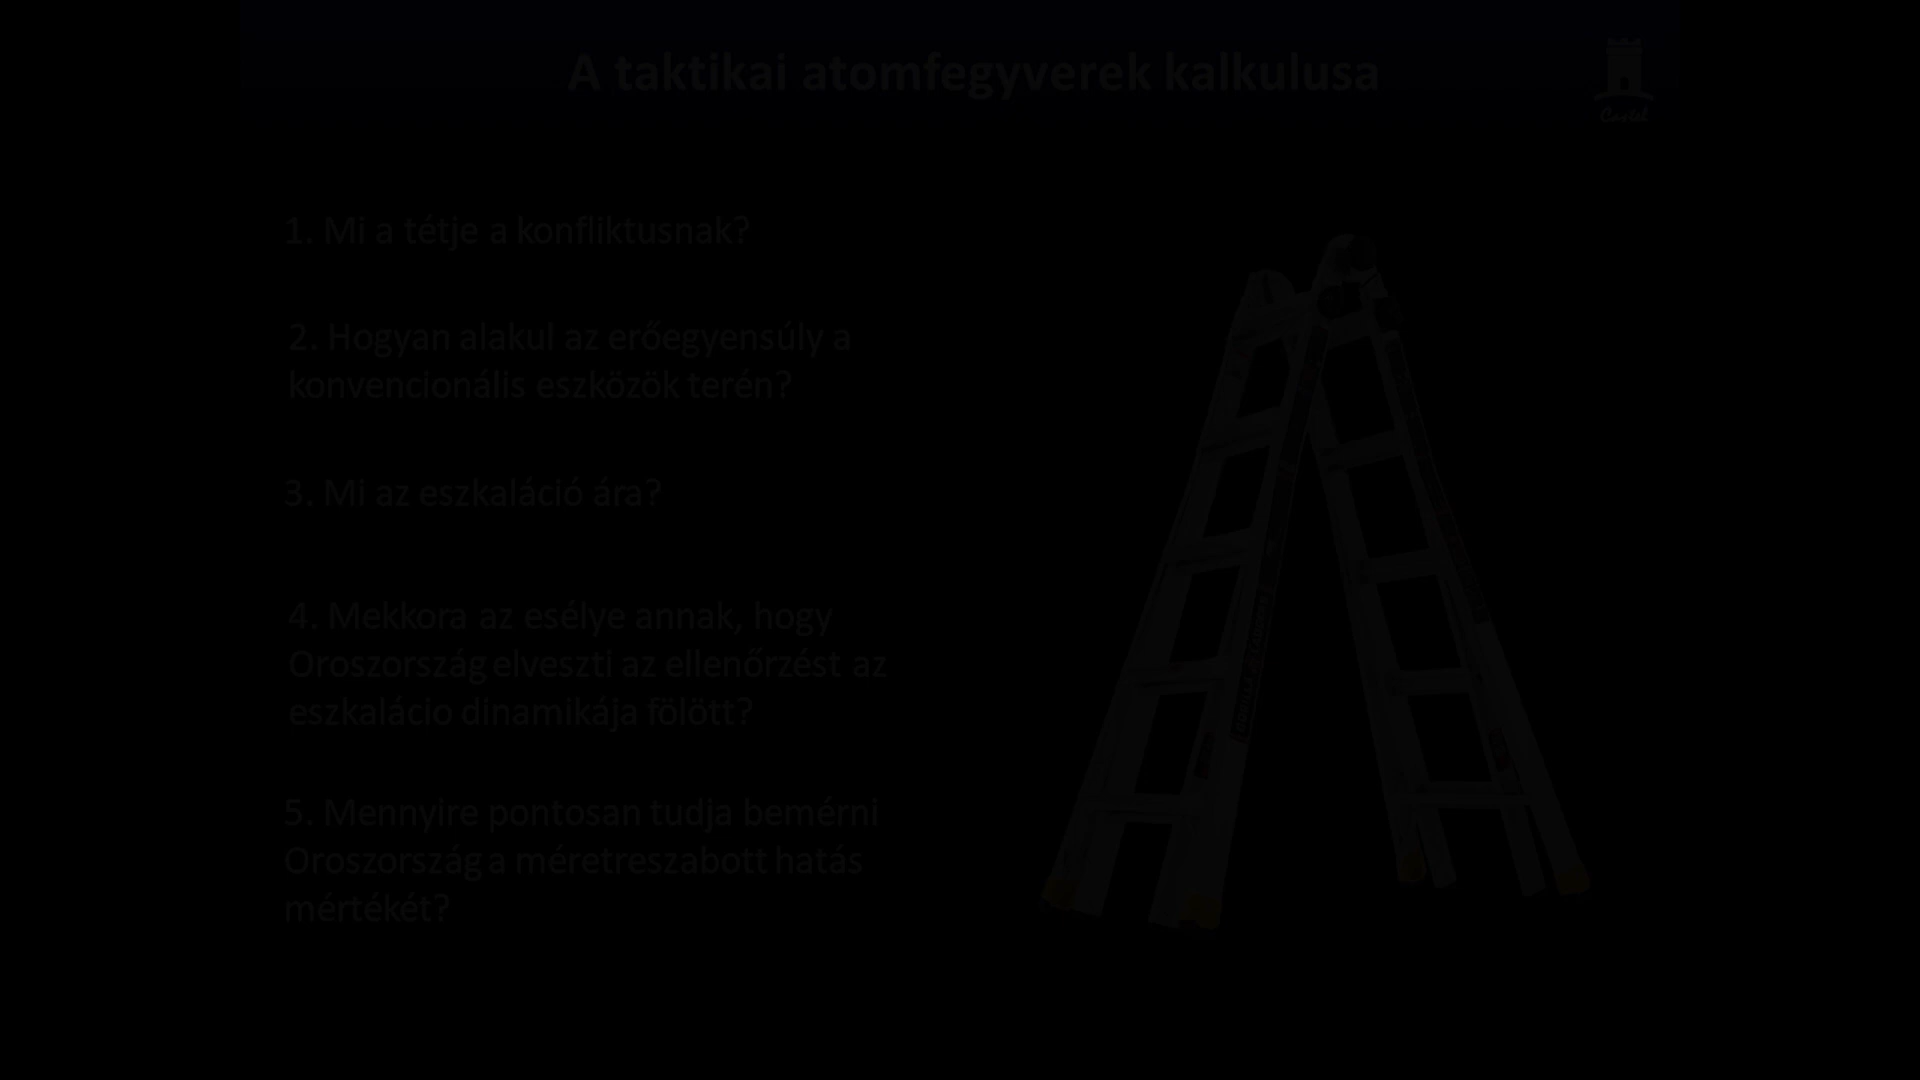 A taktikai atomfegyverek kalkulusa
Castel
1. Mi a tétje a konfliktusnak?
2. Hogyan alakul az erőegyensúly a
konvencionális eszközök terén?
3. Mi az eszkaláció ára?
4. Mekkora az esélye annak, hogy
Oroszország elveszti az ellenőrzést az
eszkalácio dinamikája fölött?
5. Mennyire pontosan tudja bemérni
Oroszország a méretreszabott hatás
mértékét?